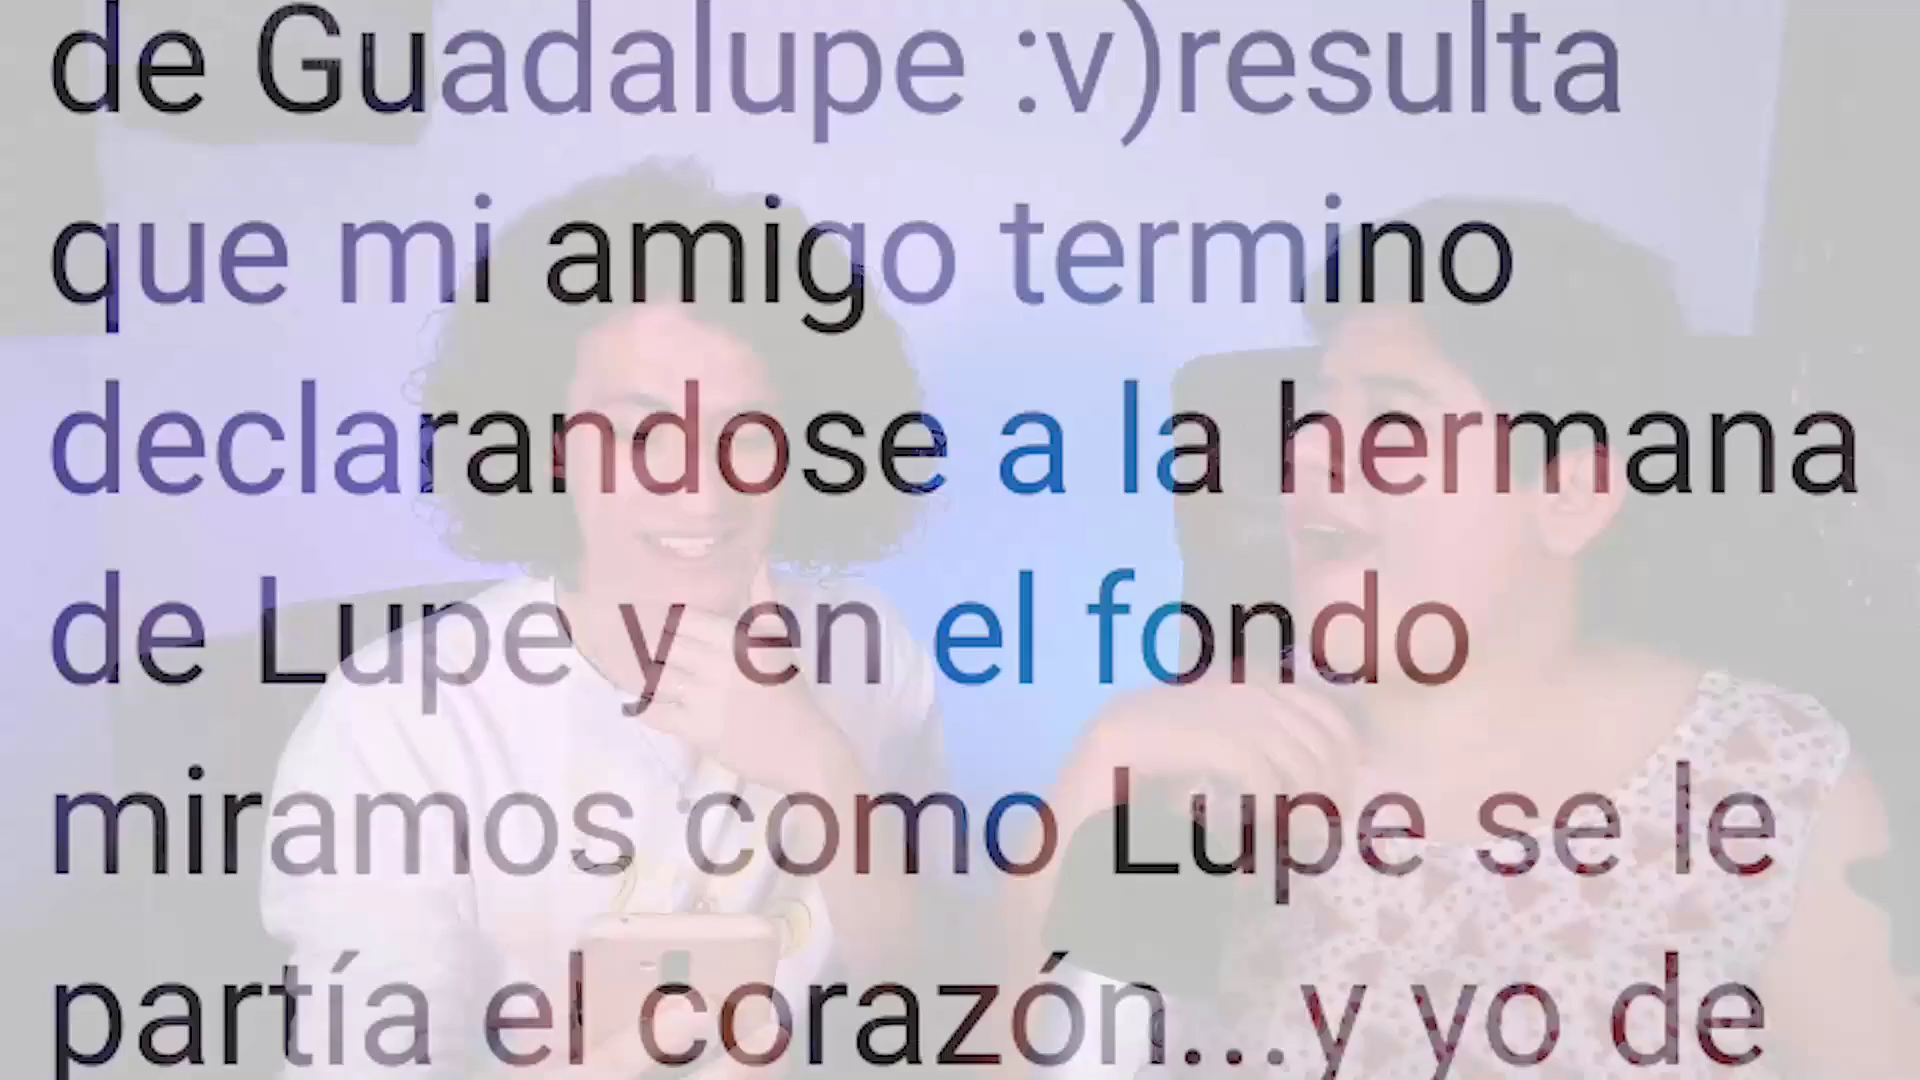 de Guadalupe :v)resulta
que mi amigo termino
declarandose a la hermana
de Lupe y en el fondo
miramos como Lupe se le
partía el corazón...y yo de